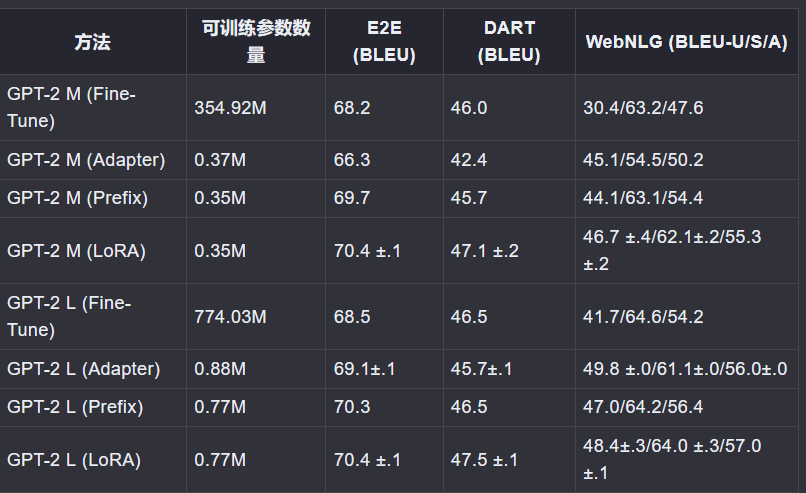 方法 可训练参数数量 E2E (BLEU) DART (BLEU) WebNLG (BLEU-U/S/A)
GPT-2 M (Fine-Tune) 354.92M 68.2 46.0 30.4/63.2/47.6
GPT-2 M (Adapter) 0.37M 66.3 42.4 45.1/54.5/50.2
GPT-2 M (Prefix) 0.35M 69.7 45.7 44.1/63.1/54.4
GPT-2 M (LoRA) 0.35M 70.4 ±.1 47.1 ±.2 46.7 ±.4/62.1±.2/55.3 ±.2
GPT-2 L (Fine-Tune) 774.03M 68.5 46.5 41.7/64.6/54.2
GPT-2 L (Adapter) 0.88M 69.1±.1 45.7±.1 49.8 ±.0/61.1±.0/56.0±.0
GPT-2 L (Prefix) 0.77M 70.3 46.5 47.0/64.2/56.4
GPT-2 L (LoRA) 0.77M 70.4 ±.1 47.5 ±.1 48.4±.3/64.0 ±.3/57.0 ±.1